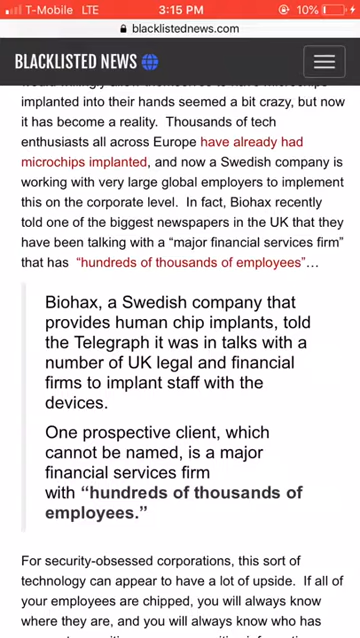 T-Mobile LTE 3:15 PM 10%
blacklistednews.com
BLACKLISTED NEWS
implanted into their hands seemed a bit crazy, but now
it has become a reality. Thousands of tech
enthusiasts all across Europe have already had
microchips implanted, and now a Swedish company is
working with very large global employers to implement
this on the corporate level. In fact, Biohax recently
told one of the biggest newspapers in the UK that they
have been talking with a “major financial services firm”
that has “hundreds of thousands of employees”…
Biohax, a Swedish company that
provides human chip implants, told
the Telegraph it was in talks with a
number of UK legal and financial
firms to implant staff with the
devices.
One prospective client, which
cannot be named, is a major
financial services firm
with “hundreds of thousands of
employees.”
For security-obsessed corporations, this sort of
technology can appear to have a lot of upside. If all of
your employees are chipped, you will always know
where they are, and you will always know who has